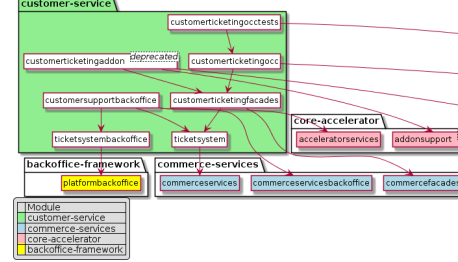 customer-service
customerticketingocctests
customerticketingaddon
deprecated
customerticketingocc
customersupportbackoffice
customerticketingfacades
core-accelerator
ticketsystembackoffice
ticketsystem
acceleratorservices
addonsupport
backoffice-framework
commerce-services
platformbackoffice
commerceservices
commerceservicesbackoffice
commercefacades
Module
customer-service
commerce-services
core-accelerator
backoffice-framework